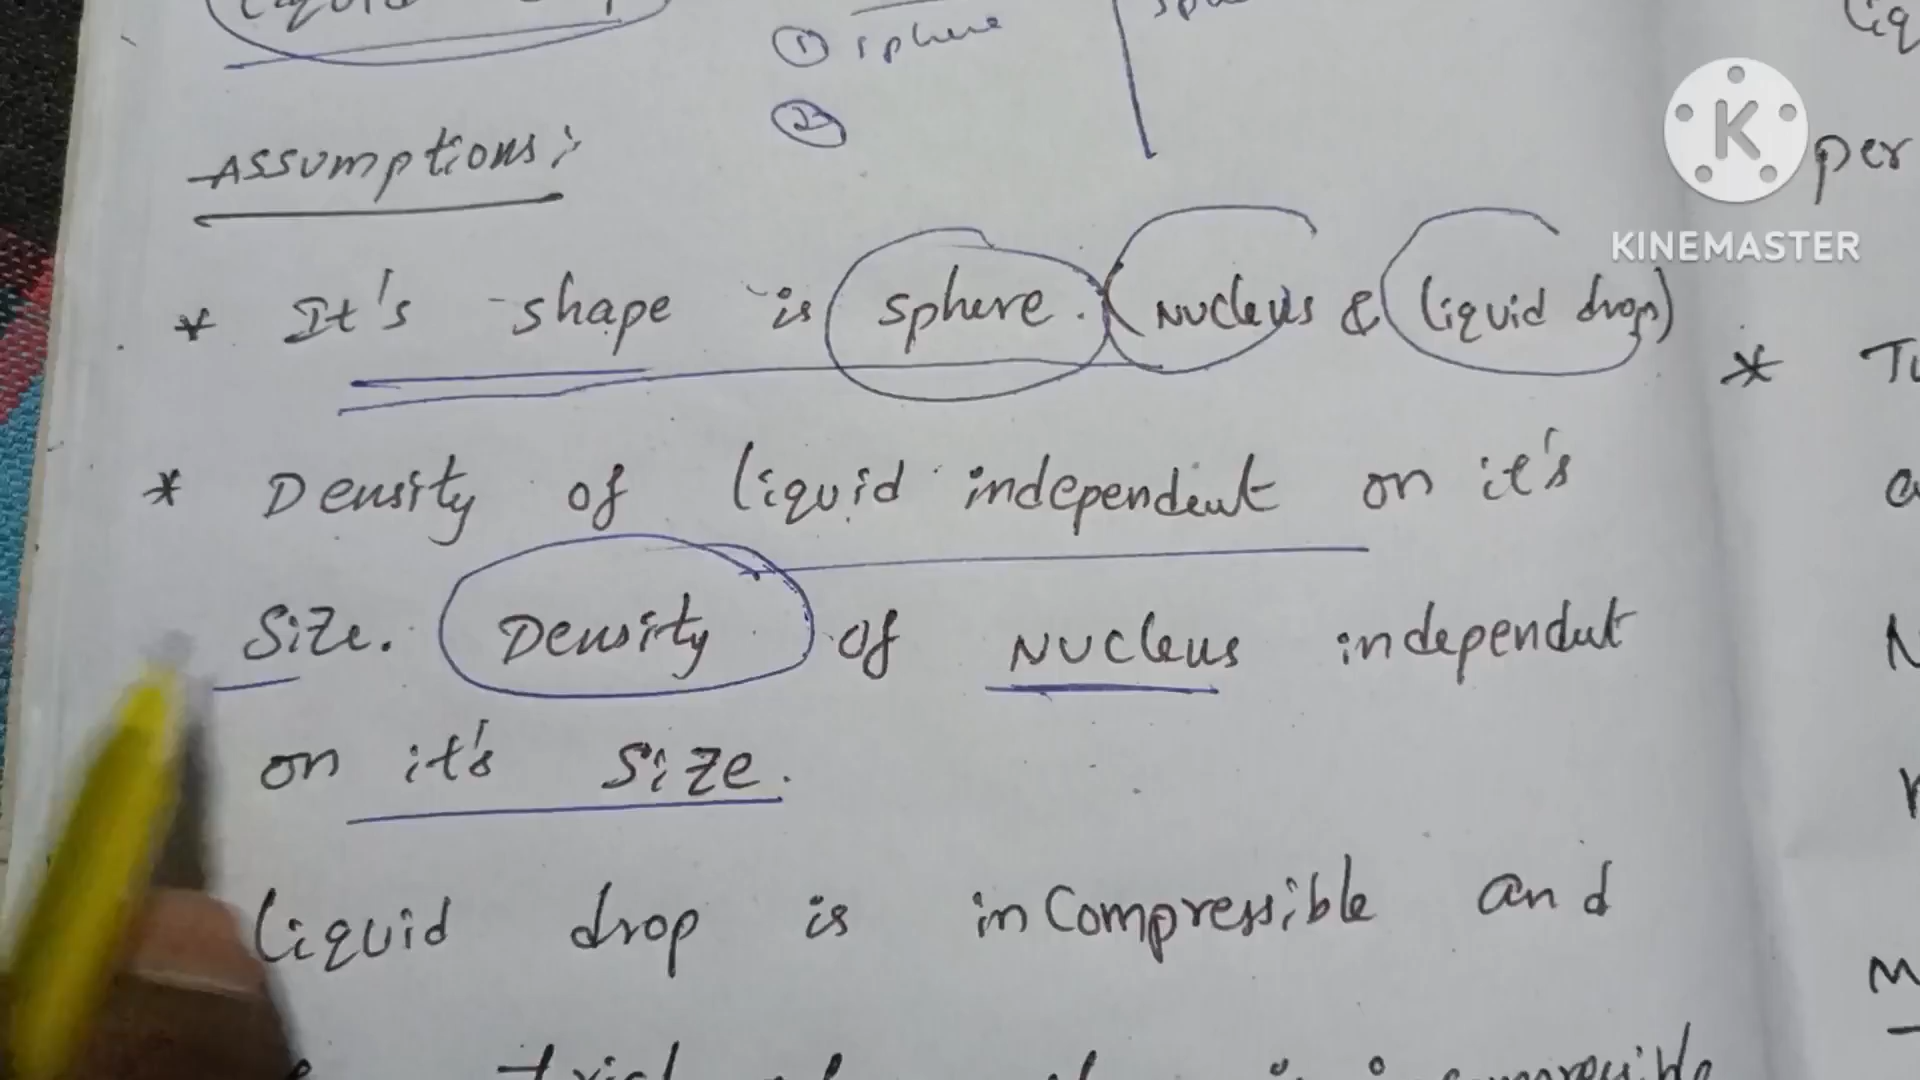 ① sphere
②
Assumptions:
* It's shape is sphere. (Nucleus & liquid drop)
* Density of liquid independent on it's
size. Density of Nucleus independent
on it's size.
liquid drop is incompressible and
per
*
KINEMASTER